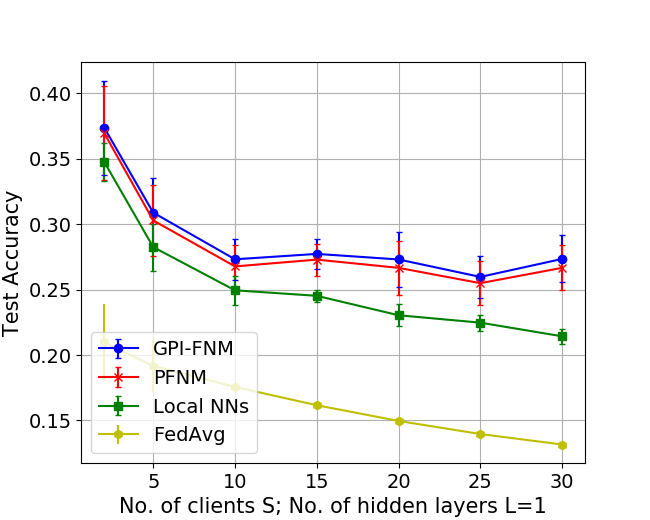 0.40
0.35
0.30
0.25
0.20
0.15
Test Accuracy
GPI-FNM
PFNM
Local NNs
FedAvg
5 10 15 20 25 30
No. of clients S; No. of hidden layers L=1